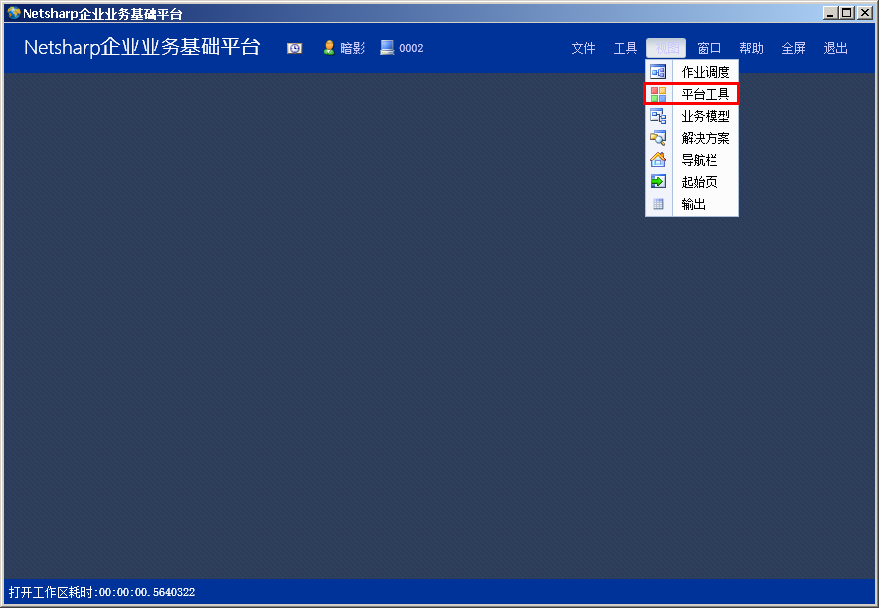 Netsharp企业业务基础平台
Netsharp企业业务基础平台 暗影 0002 文件 工具 视图 窗口 帮助 全屏 退出
作业调度
平台工具
业务模型
解决方案
导航栏
起始页
输出
打开工作区耗时:00:00:00.5640322